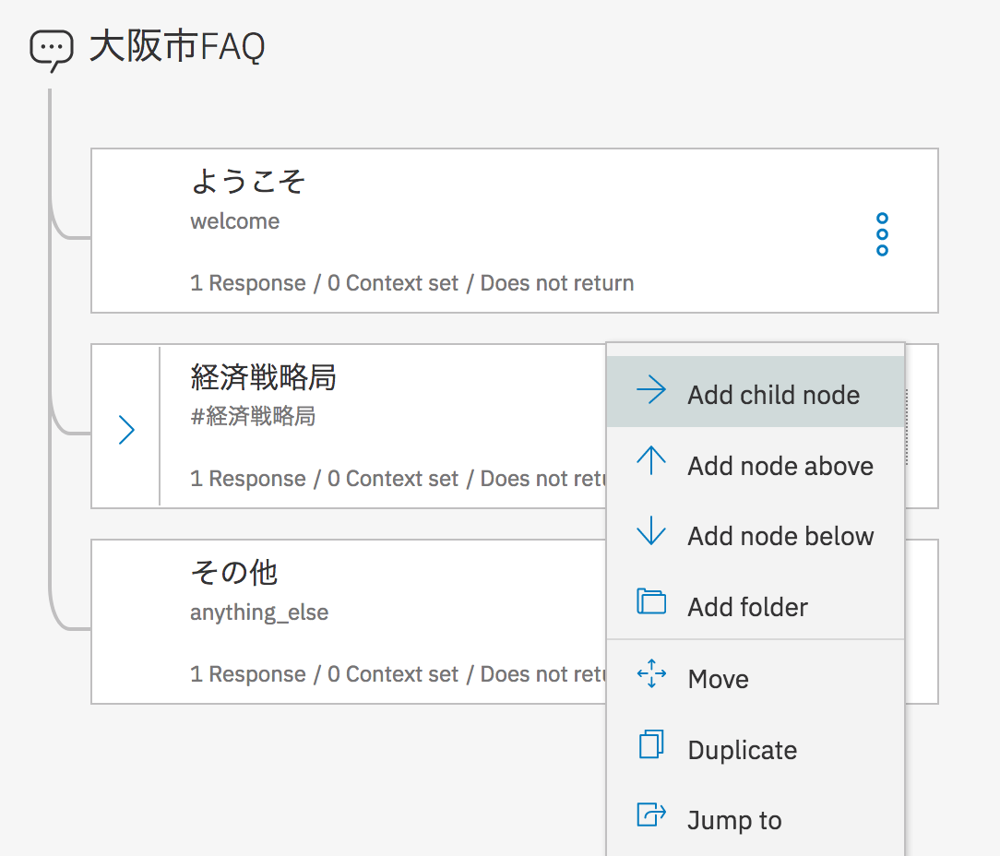 大阪市FAQ
ようこそ
welcome
1 Response / 0 Context set / Does not return
経済戦略局
#経済戦略局
1 Response / 0 Context set / Does not
その他
anything_else
1 Response / 0 Context set / Does not
Add child node
Add node above
Add node below
Add folder
Move
Duplicate
Jump to